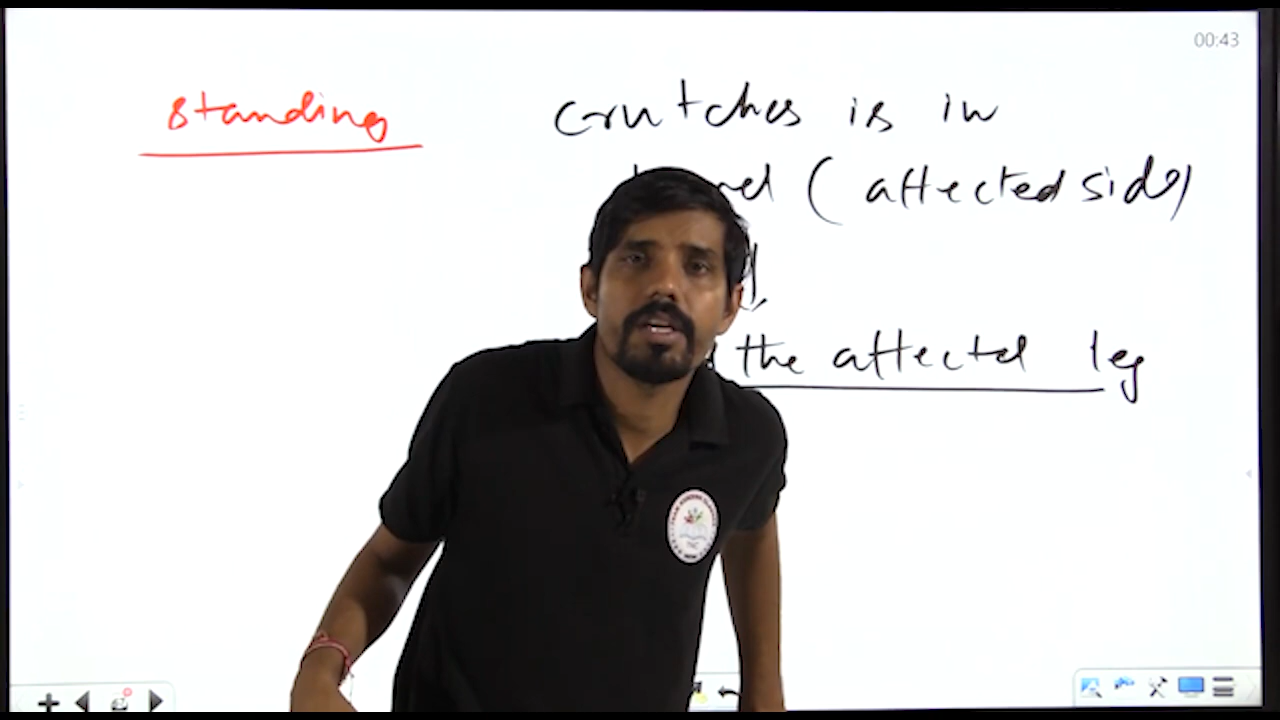 00:43
standing
crutches is in
(affected side)
the affected leg